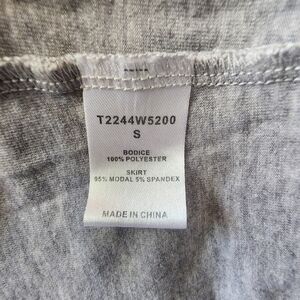 T2244W5200
S
BODICE
100% POLYESTER
SKIRT
95% MODAL 5% SPANDEX
MADE IN CHINA